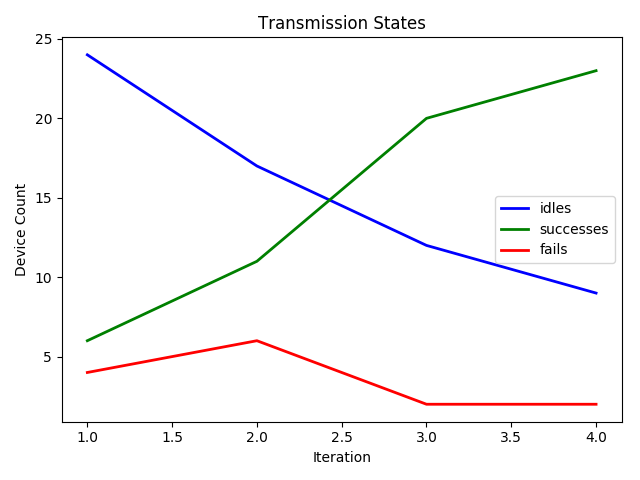 Transmission States
Device Count
25
20
15
10
5
idles
successes
fails
1.0 1.5 2.0 2.5 3.0 3.5 4.0
Iteration